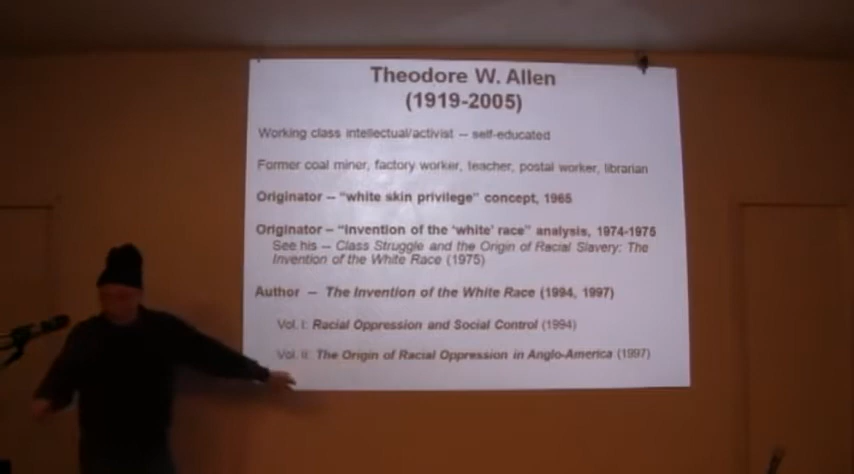 Theodore W. Allen
(1919-2005)
Working class intellectual/activist – self-educated
Former coal miner, factory worker, teacher, postal worker, librarian
Originator – "white skin privilege" concept, 1965
Originator – "invention of the 'white' race" analysis, 1974-1975
See his – Class Struggle and the Origin of Racial Slavery: The
Invention of the White Race (1975)
Author – The Invention of the White Race (1994, 1997)
Vol. I: Racial Oppression and Social Control (1994)
Vol. II: The Origin of Racial Oppression in Anglo-America (1997)